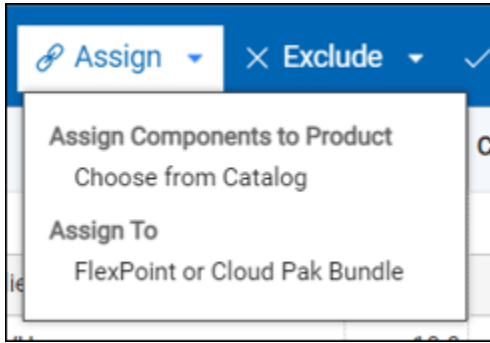 Assign
Exclude
Assign Components to Product
Choose from Catalog
Assign To
FlexPoint or Cloud Pak Bundle